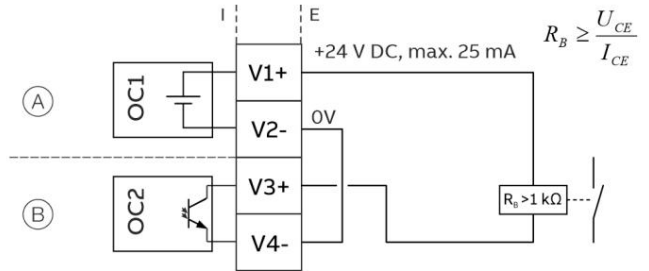 I E
R_B ≥ U_CE / I_CE
+24 V DC, max. 25 mA
A
OC1
V1+
V2-
0V
B
OC2
V3+
V4-
R_B >1 kΩ